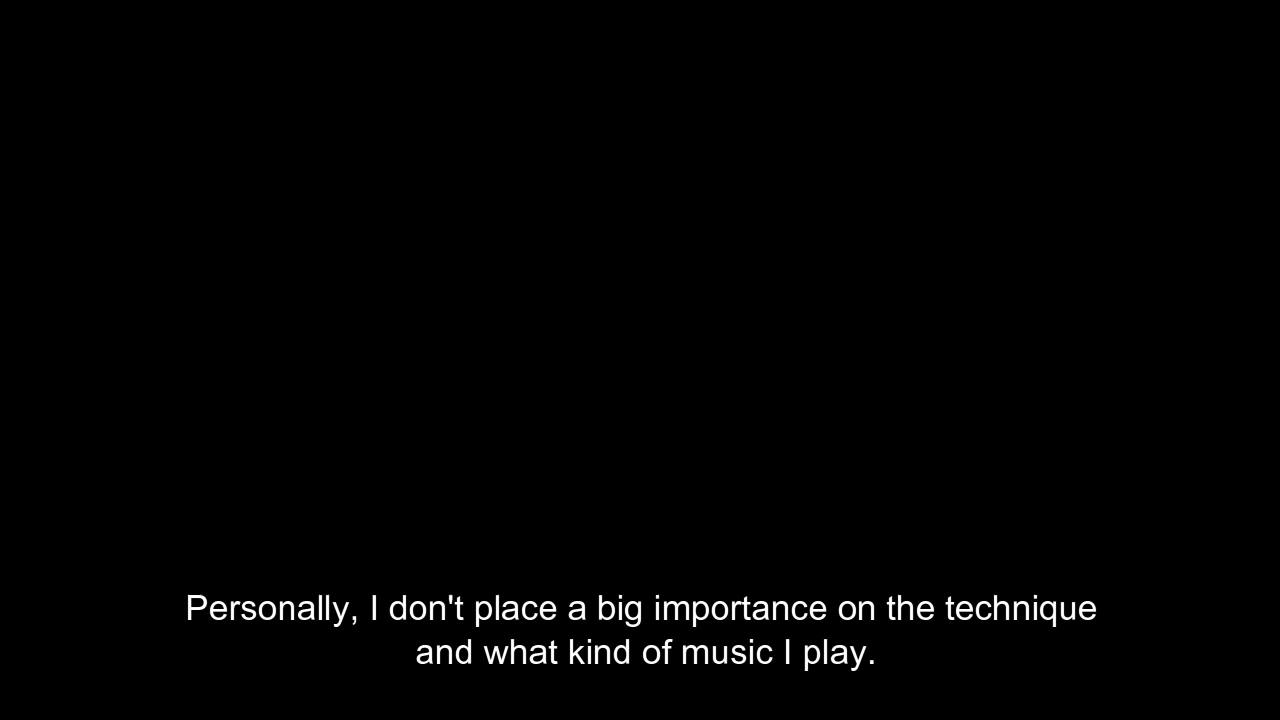 Personally, I don't place a big importance on the technique
and what kind of music I play.